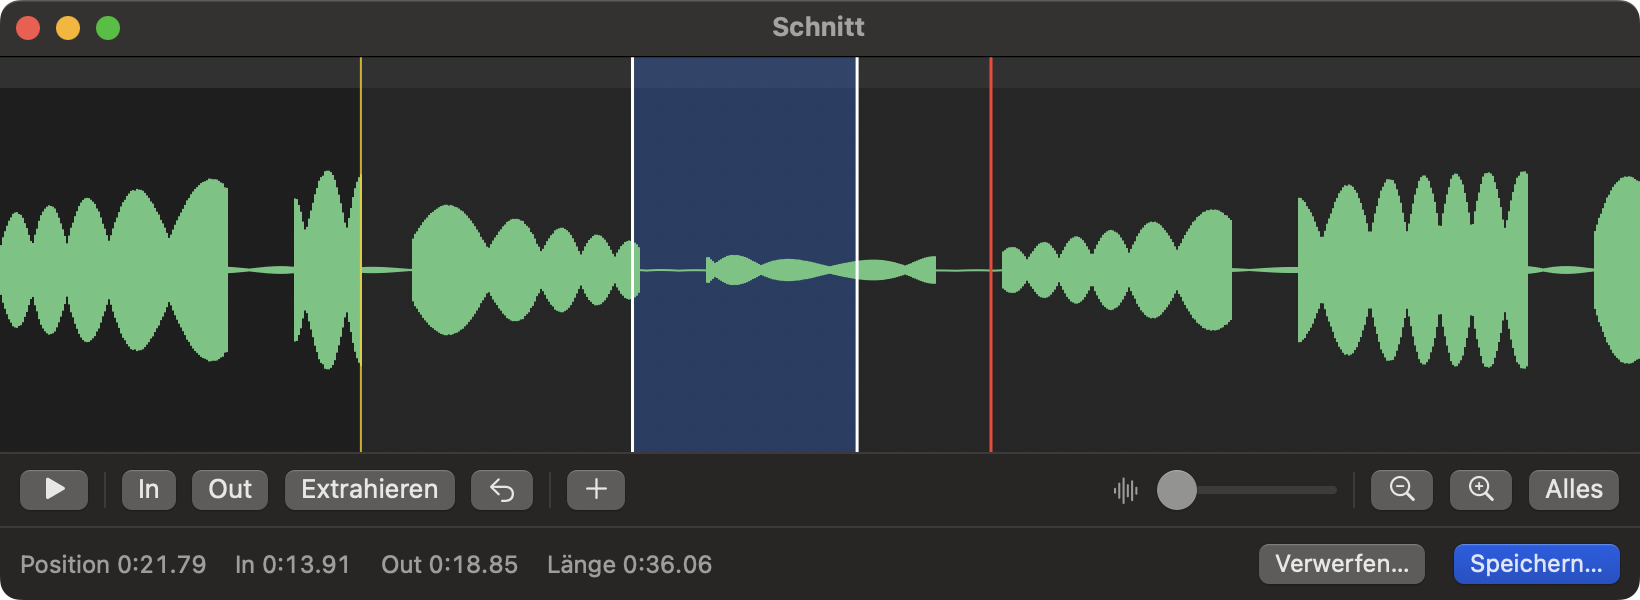 Schnitt
In Out Extrahieren Alles
Position 0:21.79 In 0:13.91 Out 0:18.85 Länge 0:36.06 Verwerfen... Speichern...